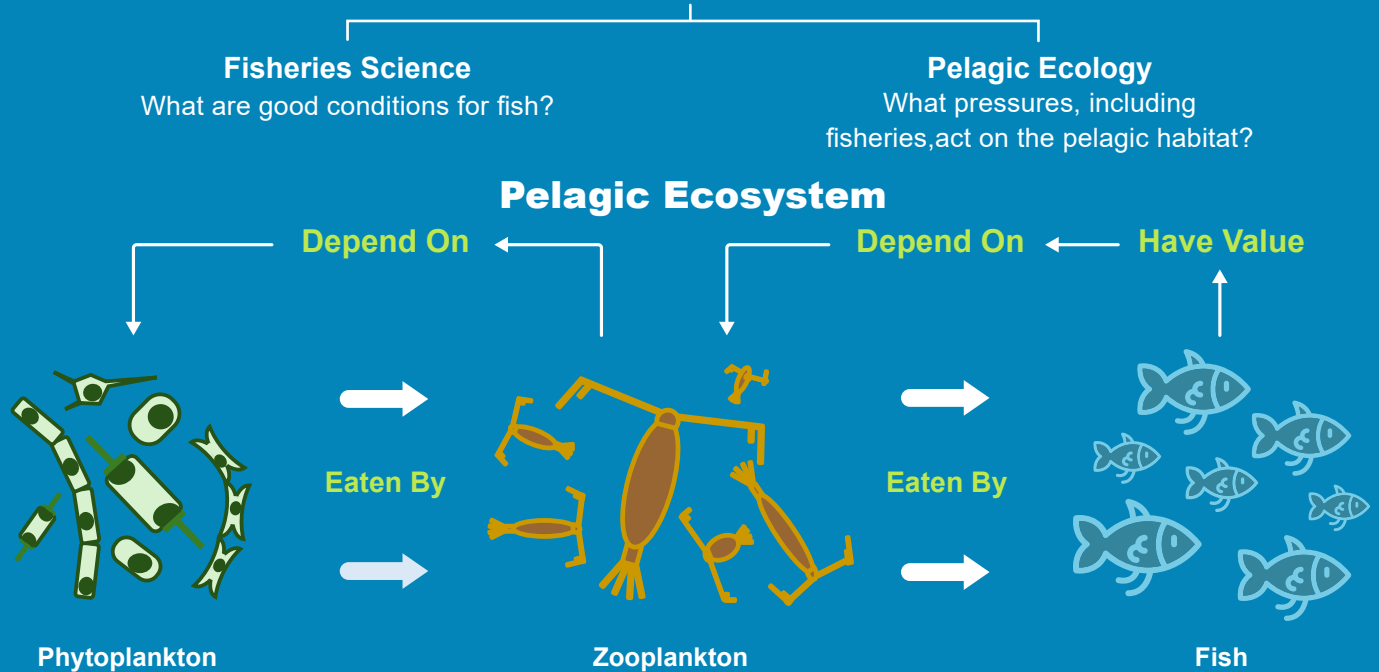 Fisheries Science
What are good conditions for fish?
Pelagic Ecology
What pressures, including
fisheries,act on the pelagic habitat?
Pelagic Ecosystem
Depend On
Depend On
Have Value
Eaten By
Eaten By
Phytoplankton
Zooplankton
Fish